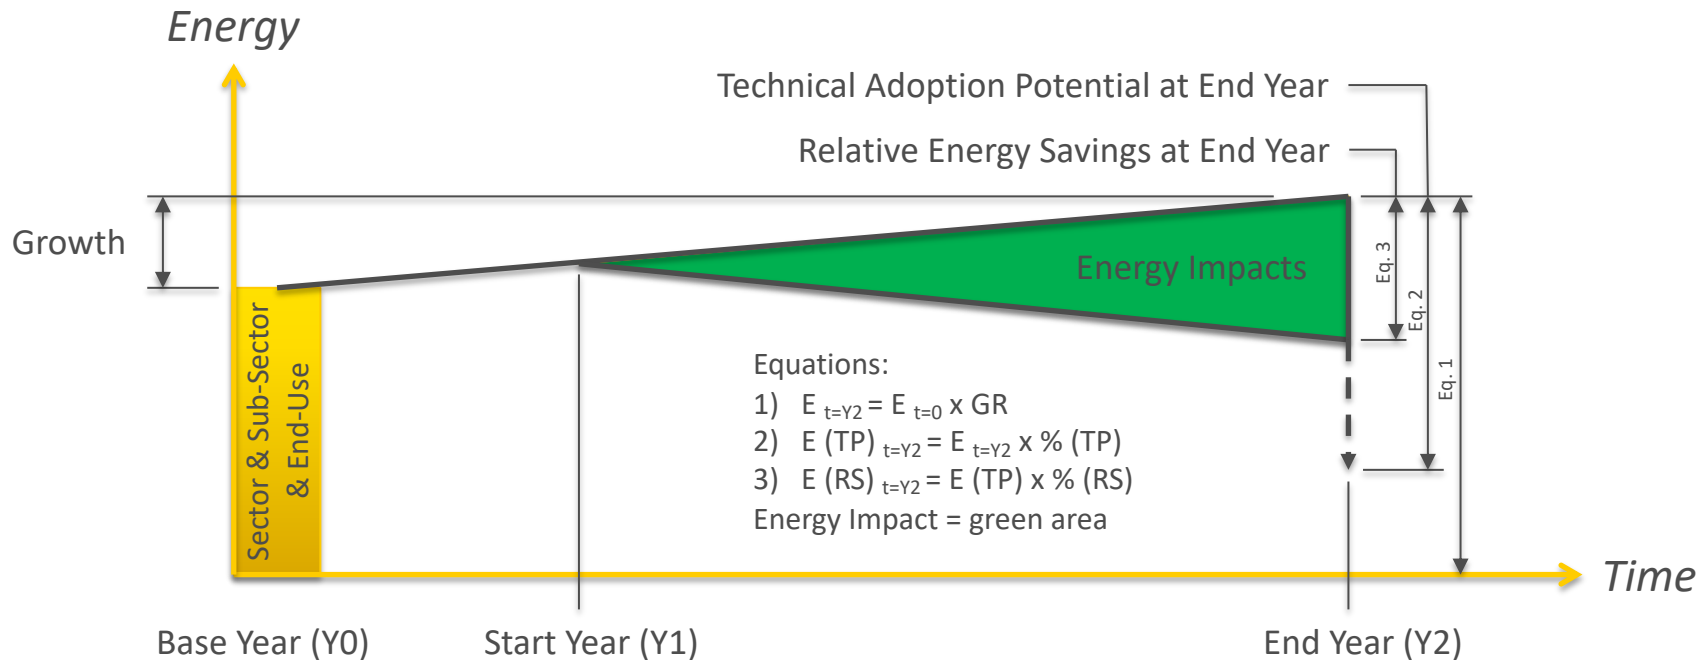 Energy
Technical Adoption Potential at End Year
Relative Energy Savings at End Year
Growth
Energy Impacts
Eq. 3
Eq. 2
Eq. 1
Sector & Sub-Sector
& End-Use
Equations:
1) E t=Y2 = E t=0 x GR
2) E (TP) t=Y2 = E t=Y2 x % (TP)
3) E (RS) t=Y2 = E (TP) x % (RS)
Energy Impact = green area
Time
Base Year (Y0)
Start Year (Y1)
End Year (Y2)